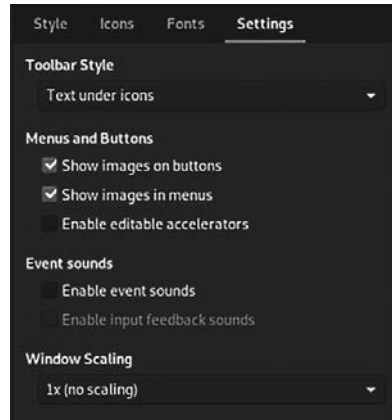 Style Icons Fonts Settings
Toolbar Style
Text under icons
Menus and Buttons
Show images on buttons
Show images in menus
Enable editable accelerators
Event sounds
Enable event sounds
Enable input feedback sounds
Window Scaling
1x (no scaling)